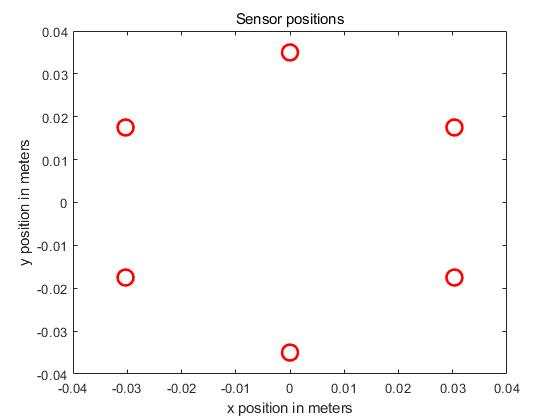 Sensor positions
0.04
0.03
0.02
0.01
0
-0.01
-0.02
-0.03
-0.04
y position in meters
-0.04 -0.03 -0.02 -0.01 0 0.01 0.02 0.03 0.04
x position in meters